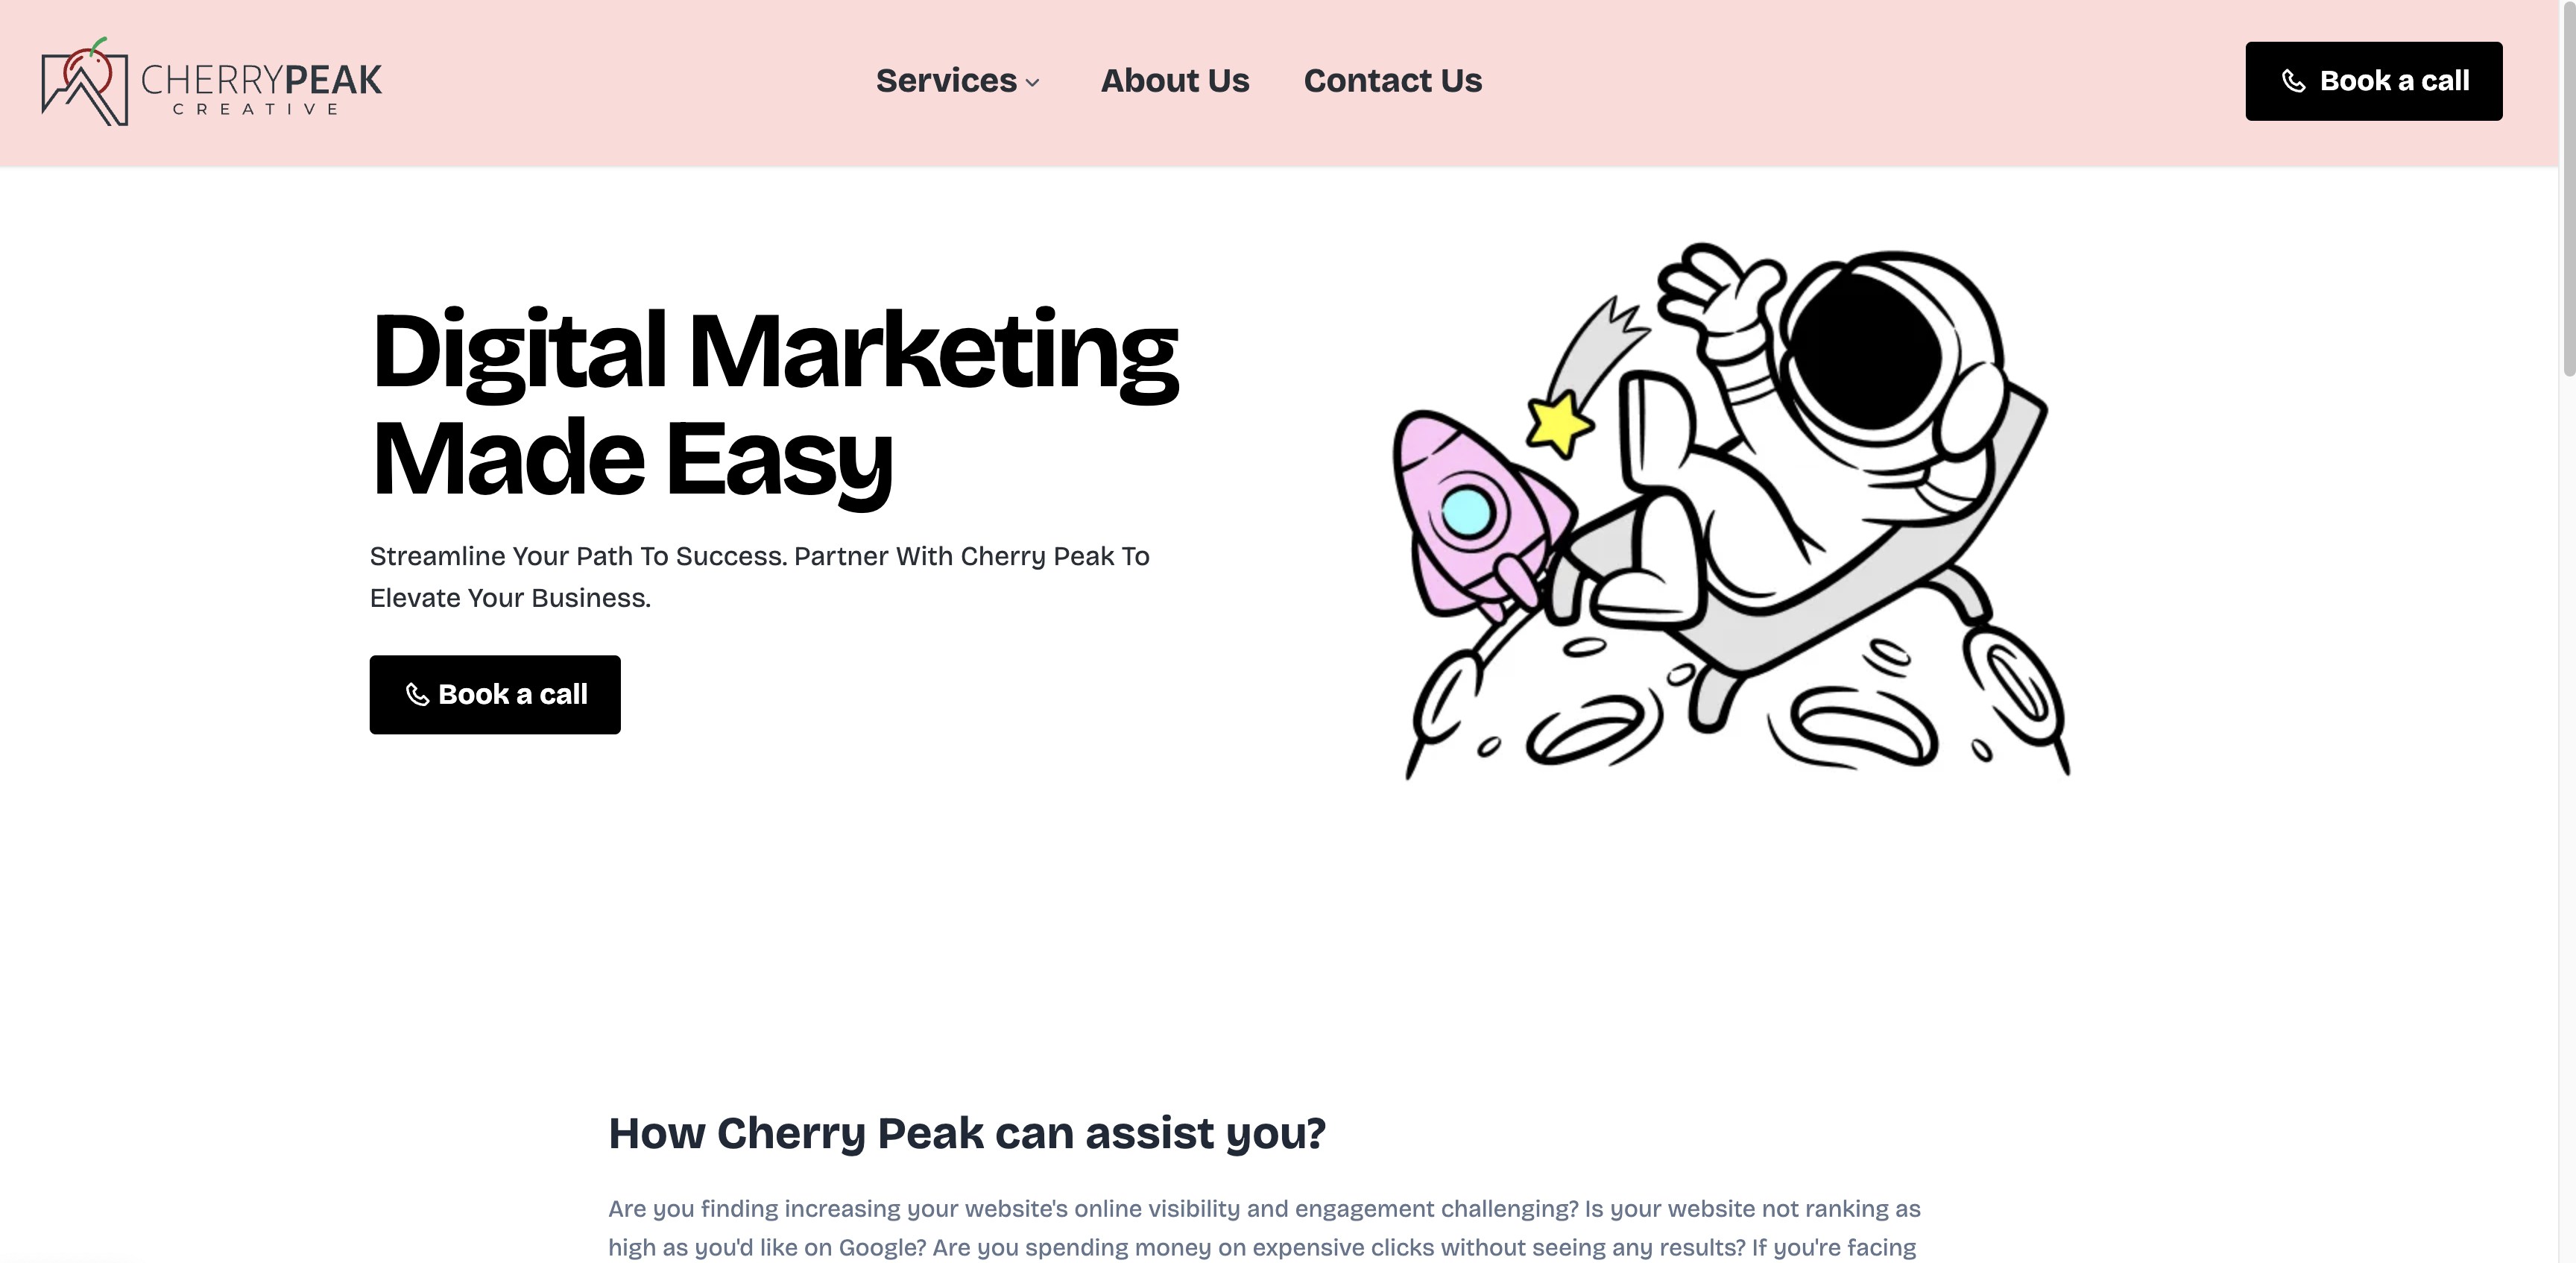 CHERRYPEAK
CREATIVE
Services
About Us
Contact Us
Book a call
Digital Marketing
Made Easy
Streamline Your Path To Success. Partner With Cherry Peak To
Elevate Your Business.
Book a call
How Cherry Peak can assist you?
Are you finding increasing your website's online visibility and engagement challenging? Is your website not ranking as
high as you'd like on Google? Are you spending money on expensive clicks without seeing any results? If you're facing